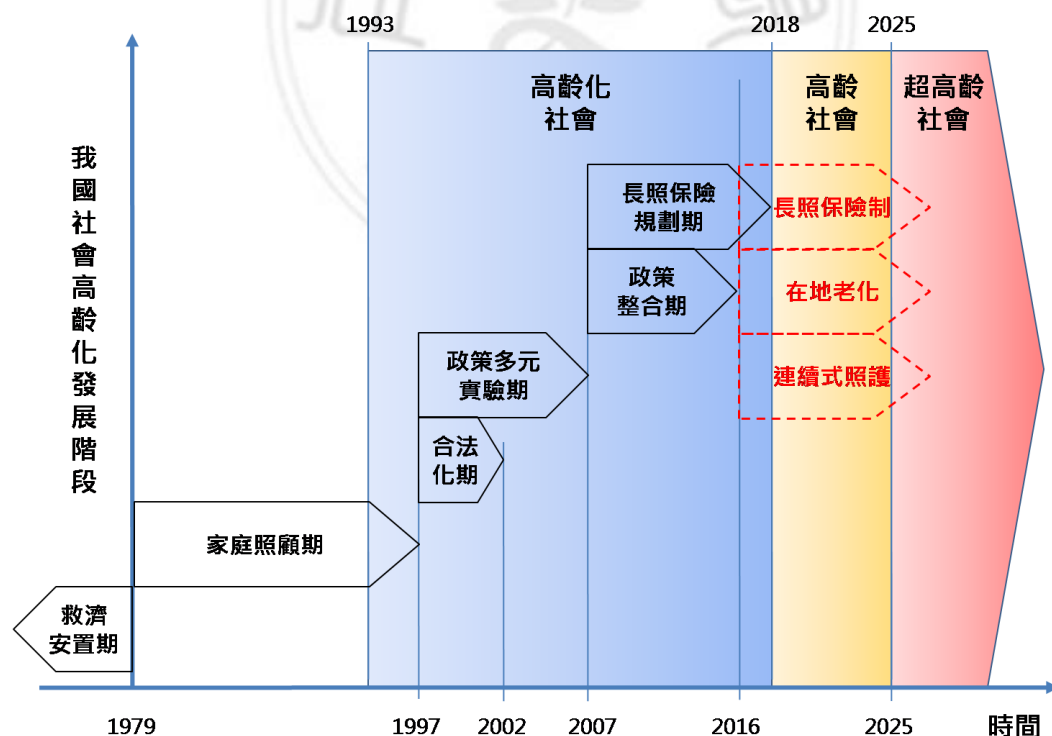 1993
2018
2025
高齡化
社會
高齡
社會
超高齡
社會
我國社會高齡化發展階段
長照保險
規劃期
長照保險制
政策
整合期
在地老化
政策多元
實驗期
連續式照護
合法
化期
家庭照顧期
救濟
安置期
1979
1997
2002
2007
2016
2025
時間